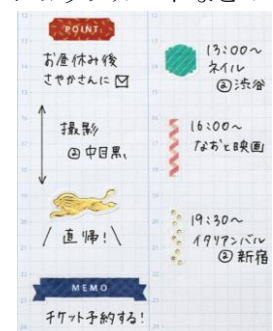 POINT.
お昼休み後
さやかさんに
撮影
@中目黒
直帰!
MEMO
チケット予約する!
13:00〜
ネイル
@渋谷
16:00〜
なおと映画
19:30〜
イタリアンバル
@新宿